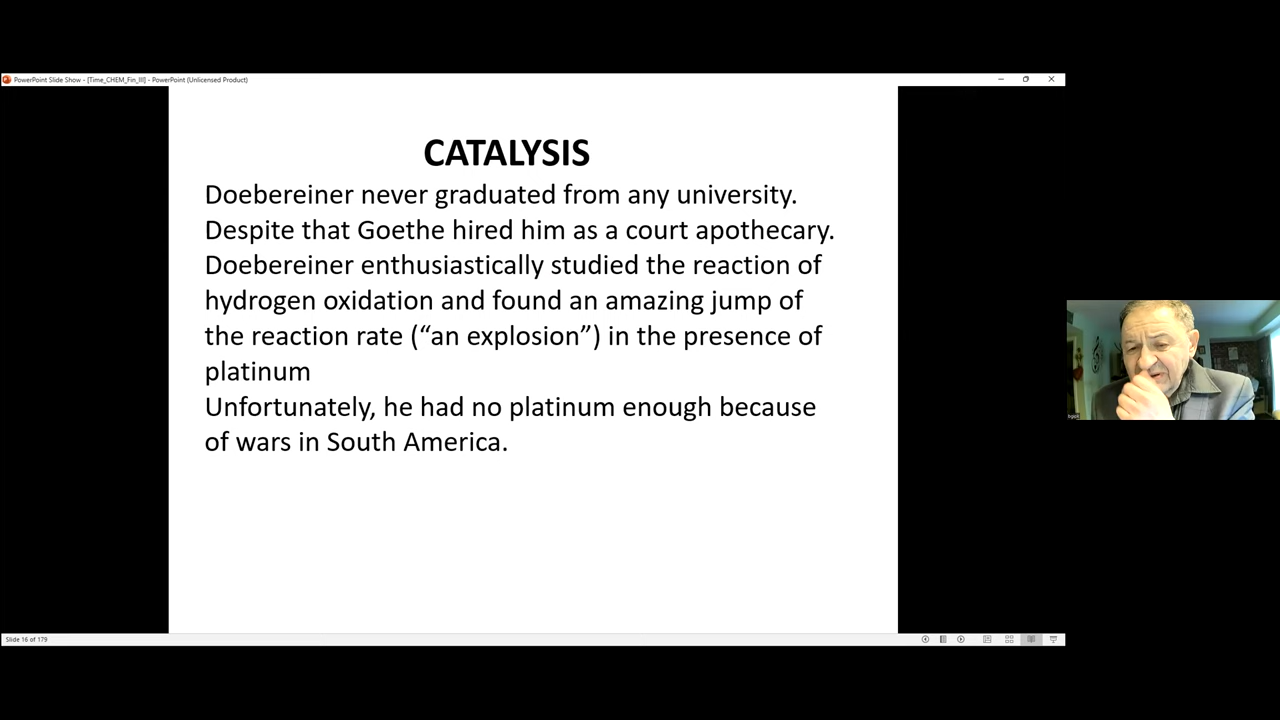 PowerPoint Slide Show - [Time_CHEM_Fin_III] - PowerPoint (Unlicensed Product)
CATALYSIS
Doebereiner never graduated from any university.
Despite that Goethe hired him as a court apothecary.
Doebereiner enthusiastically studied the reaction of
hydrogen oxidation and found an amazing jump of
the reaction rate (“an explosion”) in the presence of
platinum
Unfortunately, he had no platinum enough because
of wars in South America.
Slide 16 of 179